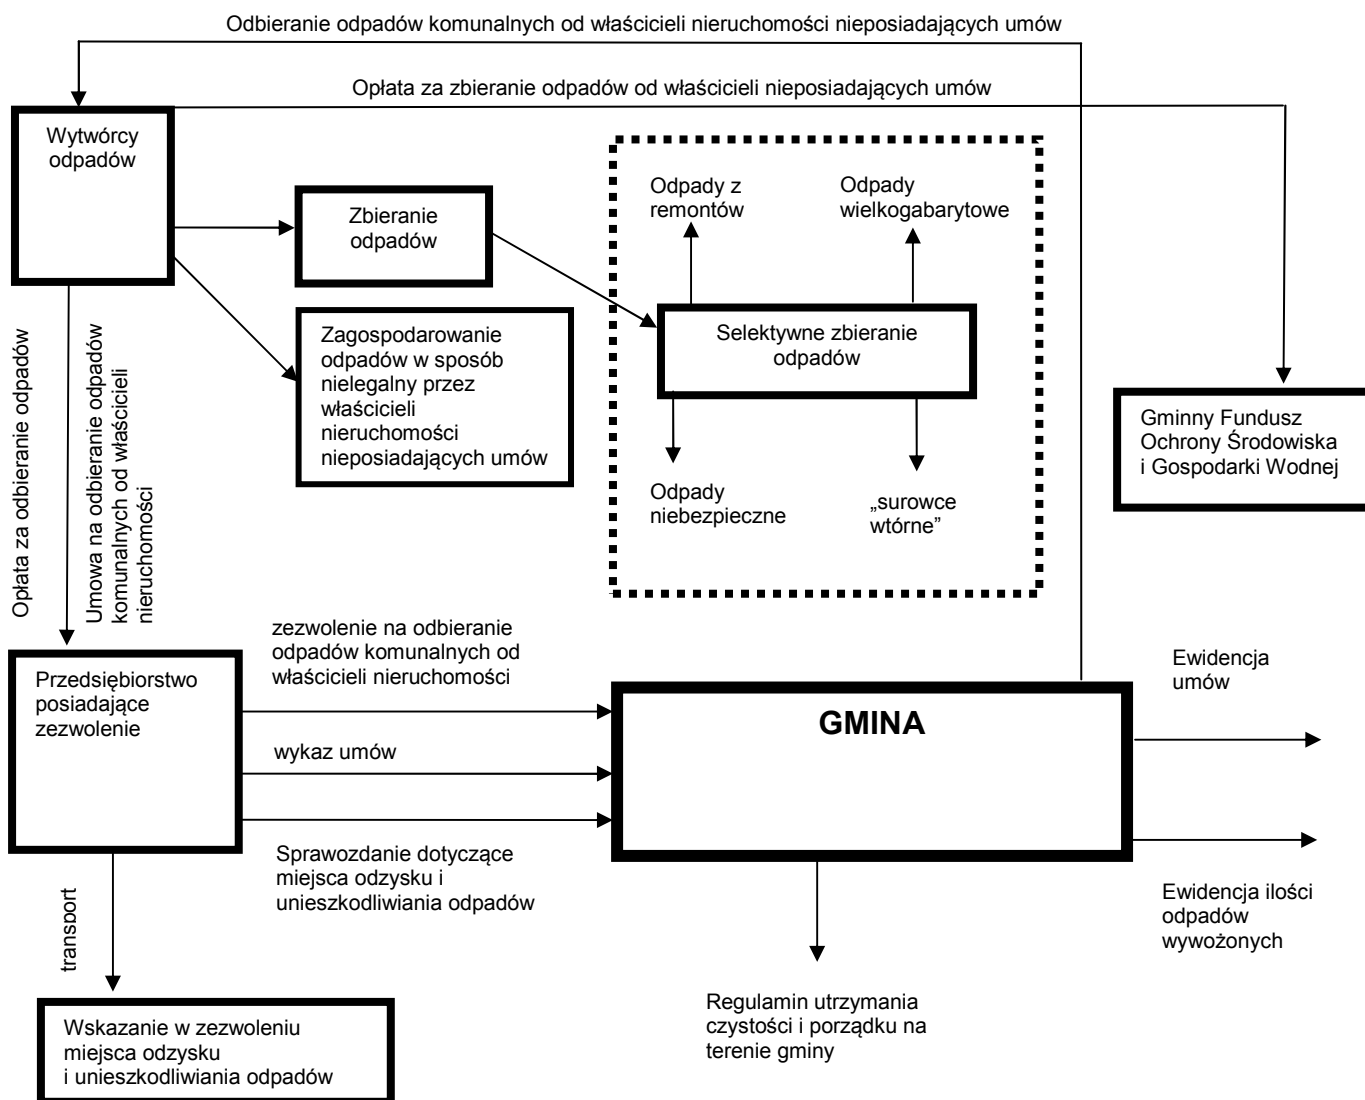 Odbieranie odpadów komunalnych od właścicieli nieruchomości nieposiadających umów
Opłata za zbieranie odpadów od właścicieli nieposiadających umów
Wytwórcy
odpadów
Zbieranie
odpadów
Odpady z
remontów
Odpady
wielkogabarytowe
Selektywne zbieranie
odpadów
Odpady
niebezpieczne
„surowce
wtórne”
Zagospodarowanie
odpadów w sposób
nielegalny przez
właścicieli
nieruchomości
nieposiadających umów
Gminny Fundusz
Ochrony Środowiska
i Gospodarki Wodnej
Opłata za odbieranie odpadów
Umowa na odbieranie odpadów
komunalnych od właścicieli
nieruchomości
Przedsiębiorstwo
posiadające
zezwolenie
zezwolenie na odbieranie
odpadów komunalnych od
właścicieli nieruchomości
wykaz umów
Sprawozdanie dotyczące
miejsca odzysku i
unieszkodliwiania odpadów
GMINA
Ewidencja
umów
Ewidencja ilości
odpadów
wywożonych
transport
Wskazanie w zezwoleniu
miejsca odzysku
i unieszkodliwiania odpadów
Regulamin utrzymania
czystości i porządku na
terenie gminy